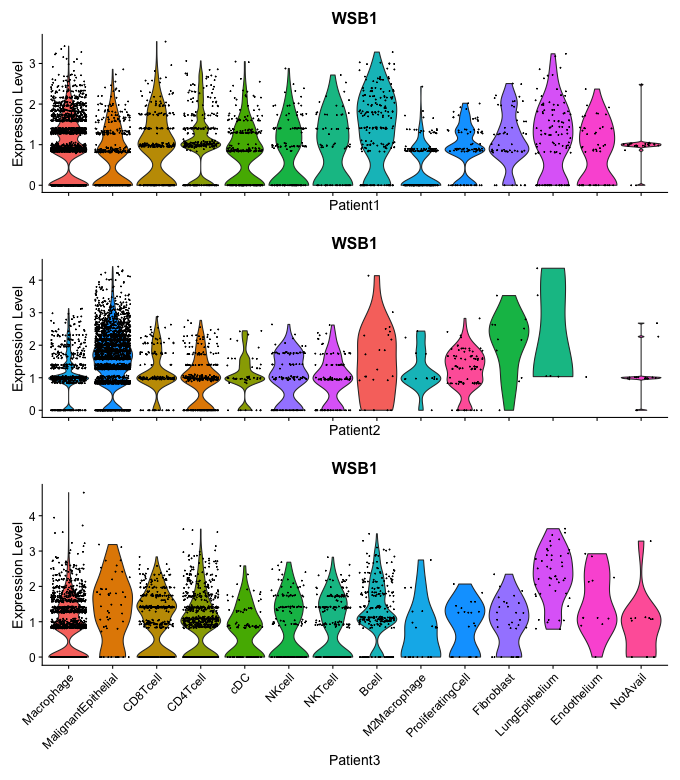 WSB1
Expression Level
3
2
1
0
Patient1
WSB1
Expression Level
4
3
2
1
0
Patient2
WSB1
Expression Level
4
3
2
1
0
Macrophage
MalignantEpithelial
CD8Tcell
CD4Tcell
cDC
NKcell
NKTcell
Bcell
M2Macrophage
ProliferatingCell
Fibroblast
LungEpithelium
Endothelium
NotAvail
Patient3